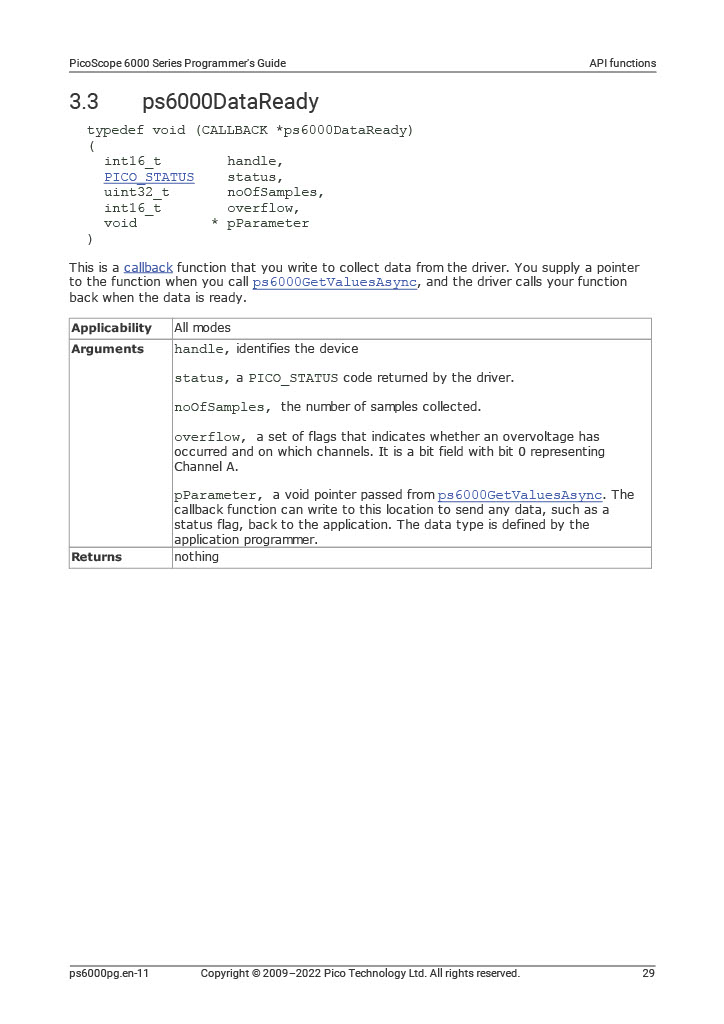 PicoScope 6000 Series Programmer's Guide API functions
3.3 ps6000DataReady
typedef void (CALLBACK *ps6000DataReady)
(
int16_t handle,
PICO_STATUS status,
uint32_t noOfSamples,
int16_t overflow,
void * pParameter
)
This is a callback function that you write to collect data from the driver. You supply a pointer
to the function when you call ps6000GetValuesAsync, and the driver calls your function
back when the data is ready.
Applicability All modes
Arguments handle, identifies the device
status, a PICO_STATUS code returned by the driver.
noOfSamples, the number of samples collected.
overflow, a set of flags that indicates whether an overvoltage has
occurred and on which channels. It is a bit field with bit 0 representing
Channel A.
pParameter, a void pointer passed from ps6000GetValuesAsync. The
callback function can write to this location to send any data, such as a
status flag, back to the application. The data type is defined by the
application programmer.
Returns nothing
ps6000pg.en-11 Copyright © 2009–2022 Pico Technology Ltd. All rights reserved. 29